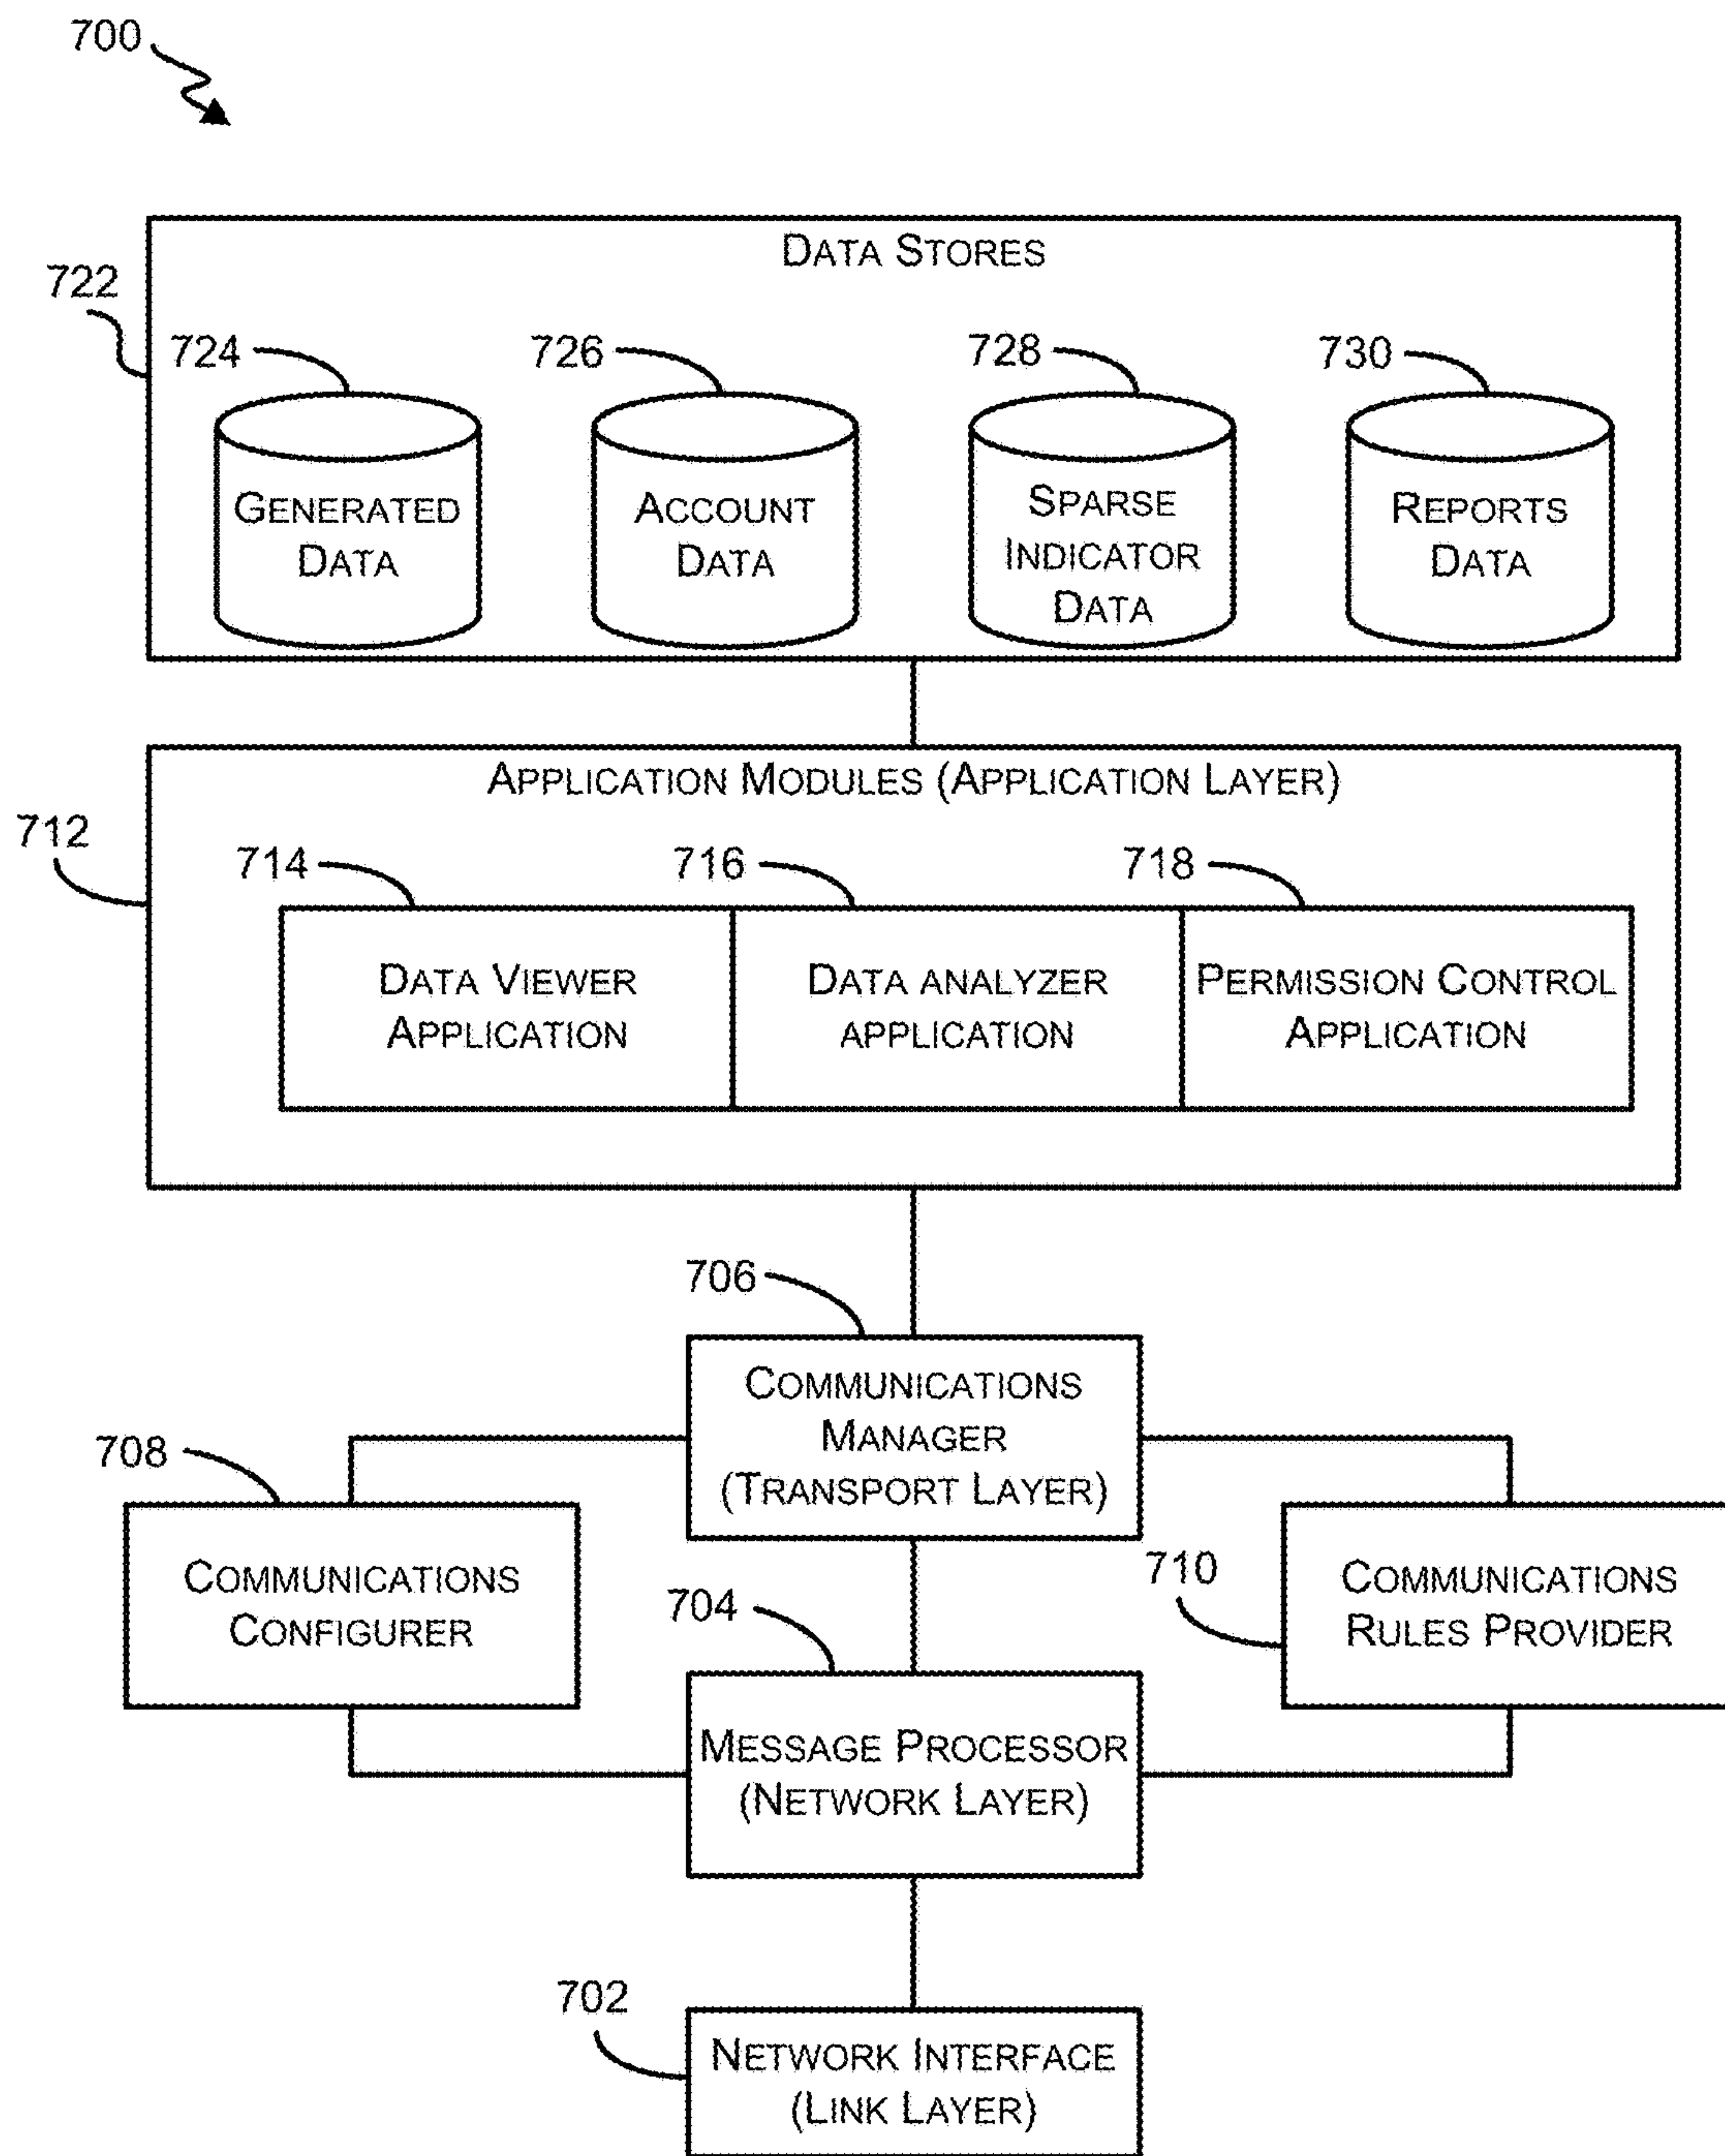 700
DATA STORES
722
724
726
728
730
GENERATED
DATA
ACCOUNT
DATA
SPARSE
INDICATOR
DATA
REPORTS
DATA
APPLICATION MODULES (APPLICATION LAYER)
712
714
716
718
DATA VIEWER
APPLICATION
DATA ANALYZER
APPLICATION
PERMISSION CONTROL
APPLICATION
706
COMMUNICATIONS
MANAGER
(TRANSPORT LAYER)
708
COMMUNICATIONS
CONFIGURER
710
COMMUNICATIONS
RULES PROVIDER
704
MESSAGE PROCESSOR
(NETWORK LAYER)
702
NETWORK INTERFACE
(LINK LAYER)